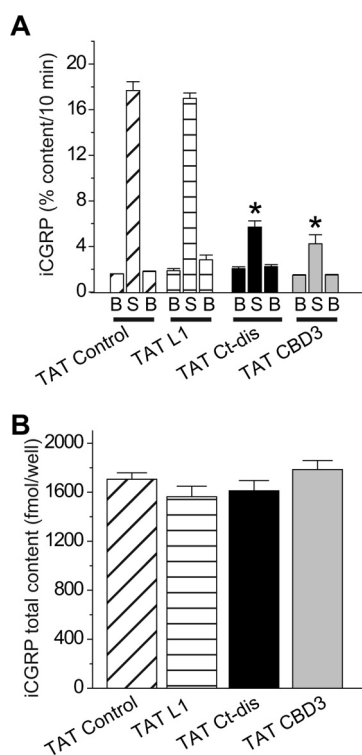 A
iCGRP (% content/10 min)
20
16
12
8
4
0
* *
B S B B S B B S B B S B
TAT Control TAT L1 TAT Ct-dis TAT CBD3
B
iCGRP total content (fmol/well)
2000
1600
1200
800
400
0
TAT Control TAT L1 TAT Ct-dis TAT CBD3